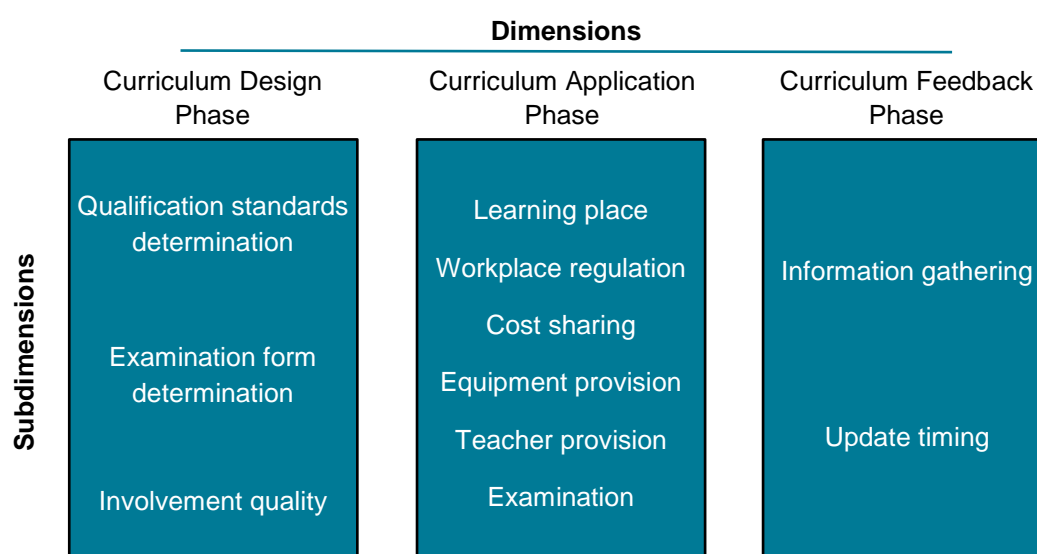 Dimensions
Curriculum Design
Phase
Curriculum Application
Phase
Curriculum Feedback
Phase
Subdimensions
Qualification standards
determination
Examination form
determination
Involvement quality
Learning place
Workplace regulation
Cost sharing
Equipment provision
Teacher provision
Examination
Information gathering
Update timing